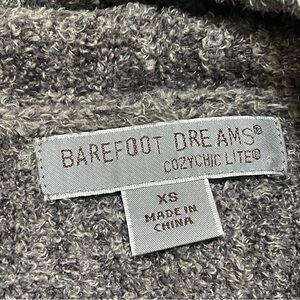 BAREFOOT DREAMS®
COZYCHIC LITE®
XS
MADE IN
CHINA